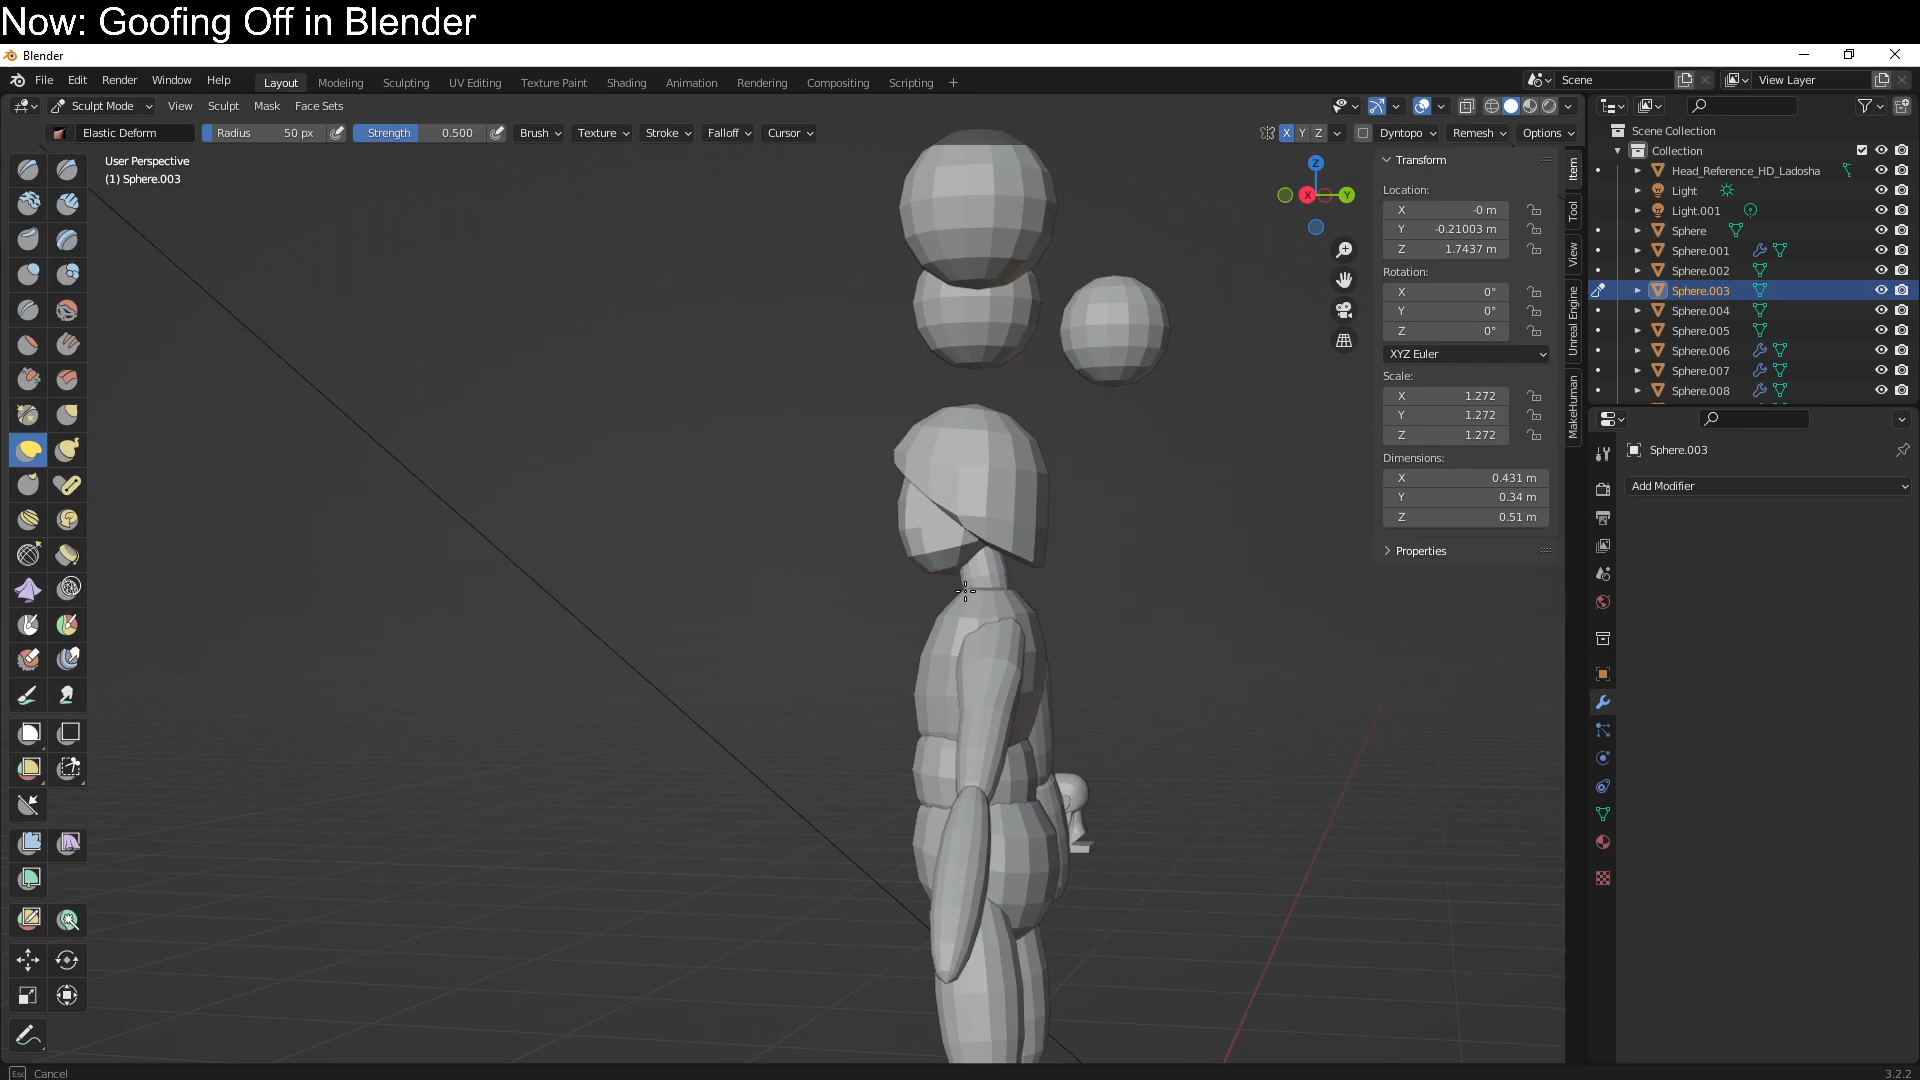 Now: Goofing Off in Blender
Blender
File Edit Render Window Help
Layout Modeling Sculpting UV Editing Texture Paint Shading Animation Rendering Compositing Scripting +
Scene
View Layer
Sculpt Mode View Sculpt Mask Face Sets
Elastic Deform Radius 50 px Strength 0.500 Brush Texture Stroke Falloff Cursor
X Y Z Dyntopo Remesh Options
User Perspective
(1) Sphere.003
Z
X
Y
Transform
Location:
X -0 m
Y -0.21003 m
Z 1.7437 m
Rotation:
X 0°
Y 0°
Z 0°
XYZ Euler
Scale:
X 1.272
Y 1.272
Z 1.272
Dimensions:
X 0.431 m
Y 0.34 m
Z 0.51 m
Properties
Item
Tool
View
Unreal Engine
MakeHuman
Scene Collection
Collection
Head_Reference_HD_Ladosha
Light
Light.001
Sphere
Sphere.001
Sphere.002
Sphere.003
Sphere.004
Sphere.005
Sphere.006
Sphere.007
Sphere.008
Sphere.003
Add Modifier
Esc Cancel
3.2.2